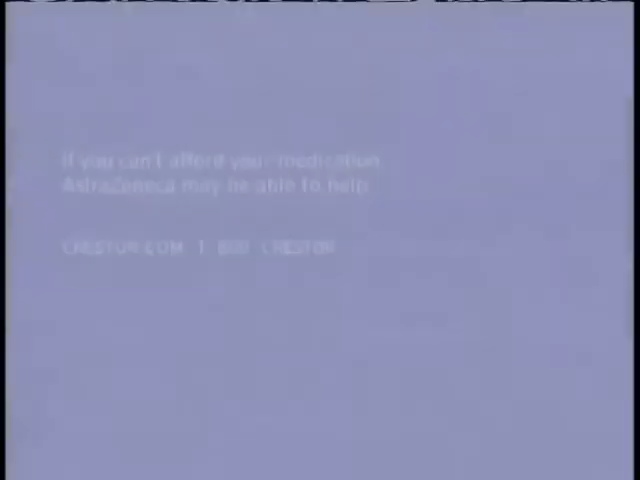 If you can't afford your medication
AstraZeneca may be able to help
CRESTOR.COM 1 800 CRESTOR